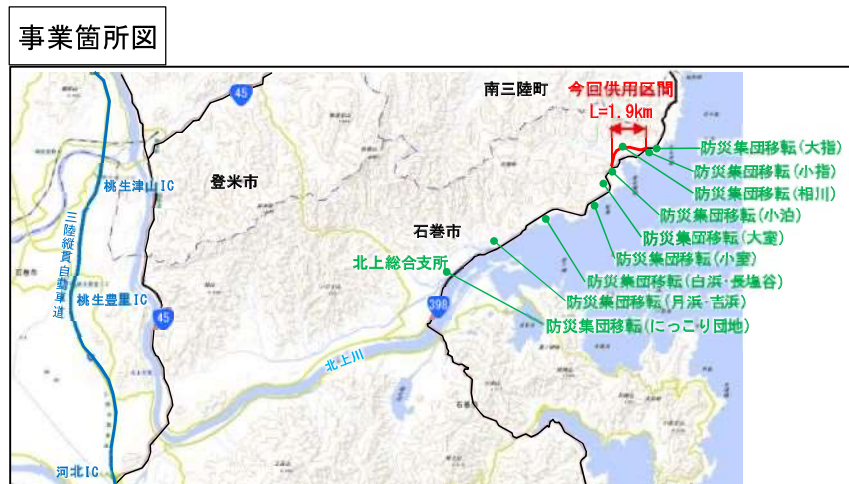 事業箇所図
45
南三陸町
今回供用区間
L=1.9km
防災集団移転(大指)
防災集団移転(小指)
防災集団移転(相川)
防災集団移転(小泊)
防災集団移転(大室)
防災集団移転(小室)
防災集団移転(白浜・長塩谷)
防災集団移転(月浜・吉浜)
防災集団移転(にっこり団地)
桃生津山IC
登米市
石巻市
北上総合支所
三陸縦貫自動車道
桃生豊里IC
398
45
北上川
石巻市
河北IC